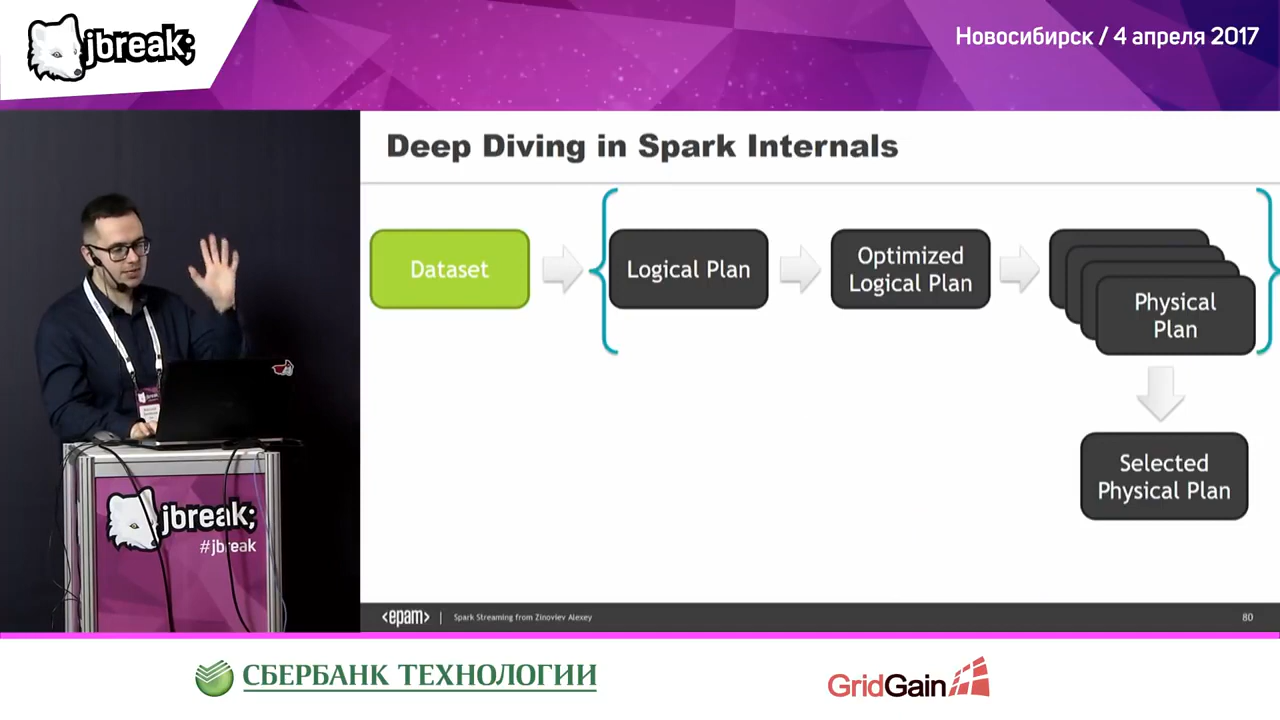 jbreak;
Новосибирск / 4 апреля 2017
Deep Diving in Spark Internals
Dataset
Logical Plan
Optimized
Logical Plan
Physical
Plan
Selected
Physical Plan
jbreak;
#jbreak
<epam>
Spark Streaming from Zinoviev Alexey
80
СБЕРБАНК ТЕХНОЛОГИИ
GridGain